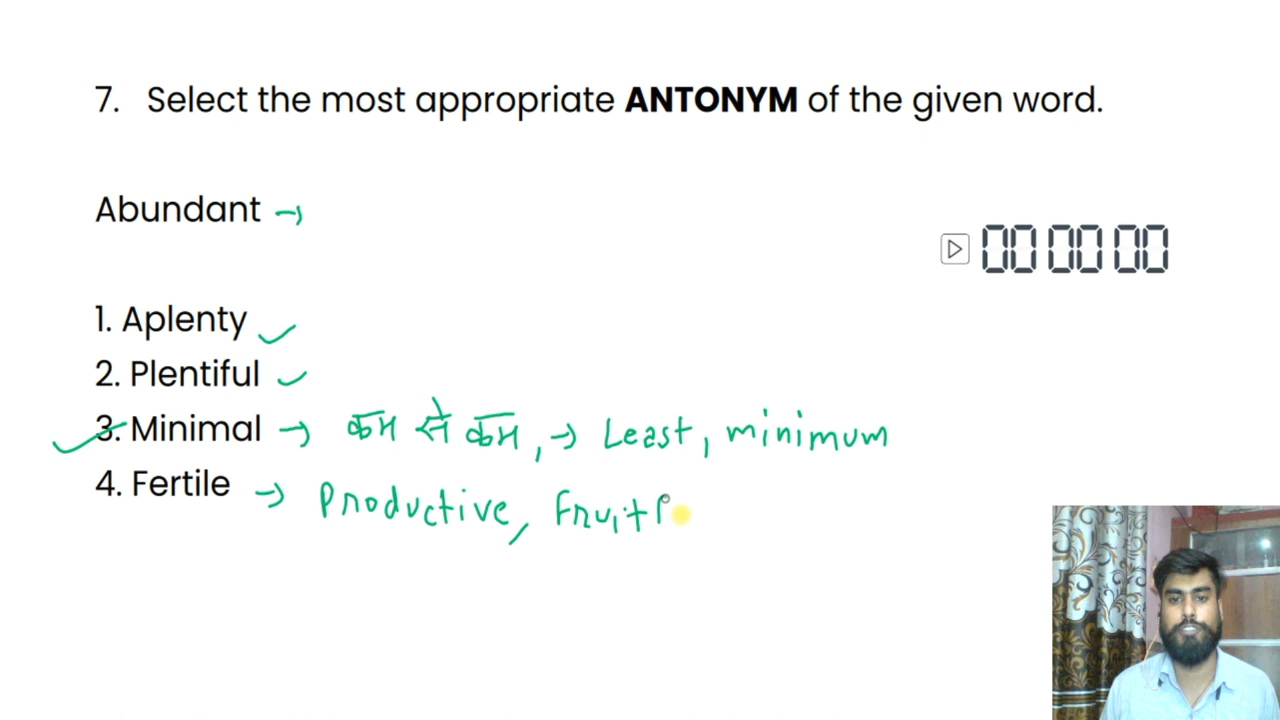 7. Select the most appropriate ANTONYM of the given word.
Abundant →
00 00 00
1. Aplenty ✓
2. Plentiful ✓
3. Minimal → कम से कम, → Least, minimum
4. Fertile → Productive, Fruitf